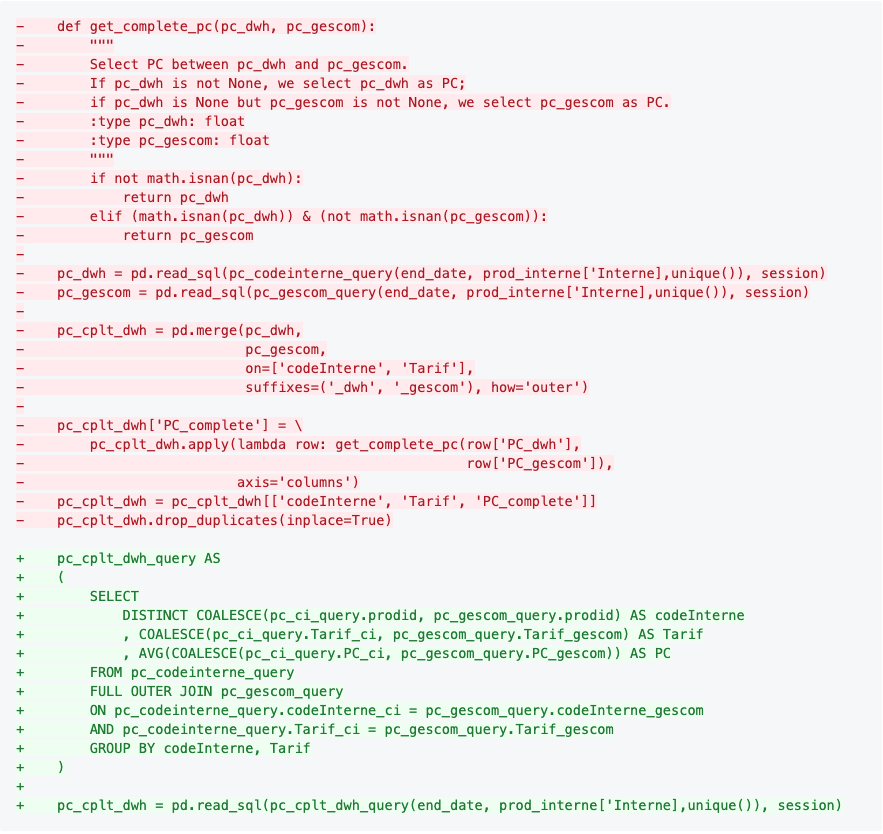 -    def get_complete_pc(pc_dwh, pc_gescom):
-        """
-        Select PC between pc_dwh and pc_gescom.
-        If pc_dwh is not None, we select pc_dwh as PC;
-        if pc_dwh is None but pc_gescom is not None, we select pc_gescom as PC.
-        :type pc_dwh: float
-        :type pc_gescom: float
-        """
-        if not math.isnan(pc_dwh):
-            return pc_dwh
-        elif (math.isnan(pc_dwh)) & (not math.isnan(pc_gescom)):
-            return pc_gescom
-
-    pc_dwh = pd.read_sql(pc_codeinterne_query(end_date, prod_interne['Interne],unique()), session)
-    pc_gescom = pd.read_sql(pc_gescom_query(end_date, prod_interne['Interne],unique()), session)
-
-    pc_cplt_dwh = pd.merge(pc_dwh,
-                           pc_gescom,
-                           on=['codeInterne', 'Tarif'],
-                           suffixes=('_dwh', '_gescom'), how='outer')
-
-    pc_cplt_dwh['PC_complete'] = \
-        pc_cplt_dwh.apply(lambda row: get_complete_pc(row['PC_dwh'],
-                                                      row['PC_gescom']),
-                          axis='columns')
-    pc_cplt_dwh = pc_cplt_dwh[['codeInterne', 'Tarif', 'PC_complete']]
-    pc_cplt_dwh.drop_duplicates(inplace=True)
+    pc_cplt_dwh_query AS
+    (
+        SELECT
+            DISTINCT COALESCE(pc_ci_query.prodid, pc_gescom_query.prodid) AS codeInterne
+            , COALESCE(pc_ci_query.Tarif_ci, pc_gescom_query.Tarif_gescom) AS Tarif
+            , AVG(COALESCE(pc_ci_query.PC_ci, pc_gescom_query.PC_gescom)) AS PC
+        FROM pc_codeinterne_query
+        FULL OUTER JOIN pc_gescom_query
+        ON pc_codeinterne_query.codeInterne_ci = pc_gescom_query.codeInterne_gescom
+        AND pc_codeinterne_query.Tarif_ci = pc_gescom_query.Tarif_gescom
+        GROUP BY codeInterne, Tarif
+    )
+
+    pc_cplt_dwh = pd.read_sql(pc_cplt_dwh_query(end_date, prod_interne['Interne],unique()), session)